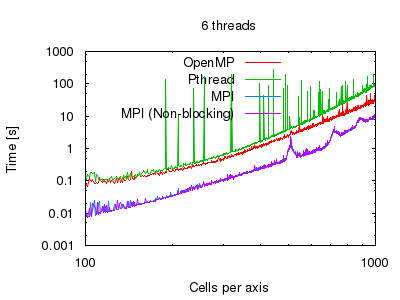 6 threads
1000
100
10
1
0.1
0.01
0.001
Time [s]
OpenMP
Pthread
MPI
MPI (Non-blocking)
100
1000
Cells per axis